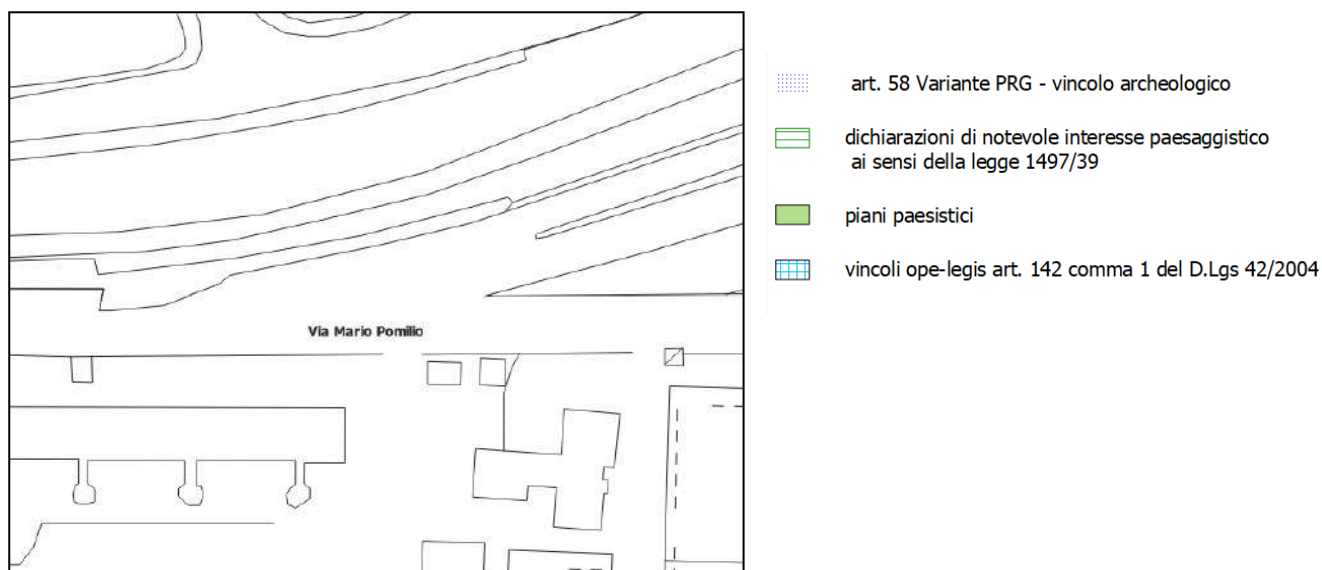 art. 58 Variante PRG - vincolo archeologico
dichiarazioni di notevole interesse paesaggistico
ai sensi della legge 1497/39
piani paesistici
vincoli ope-legis art. 142 comma 1 del D.Lgs 42/2004
Via Mario Pomilio